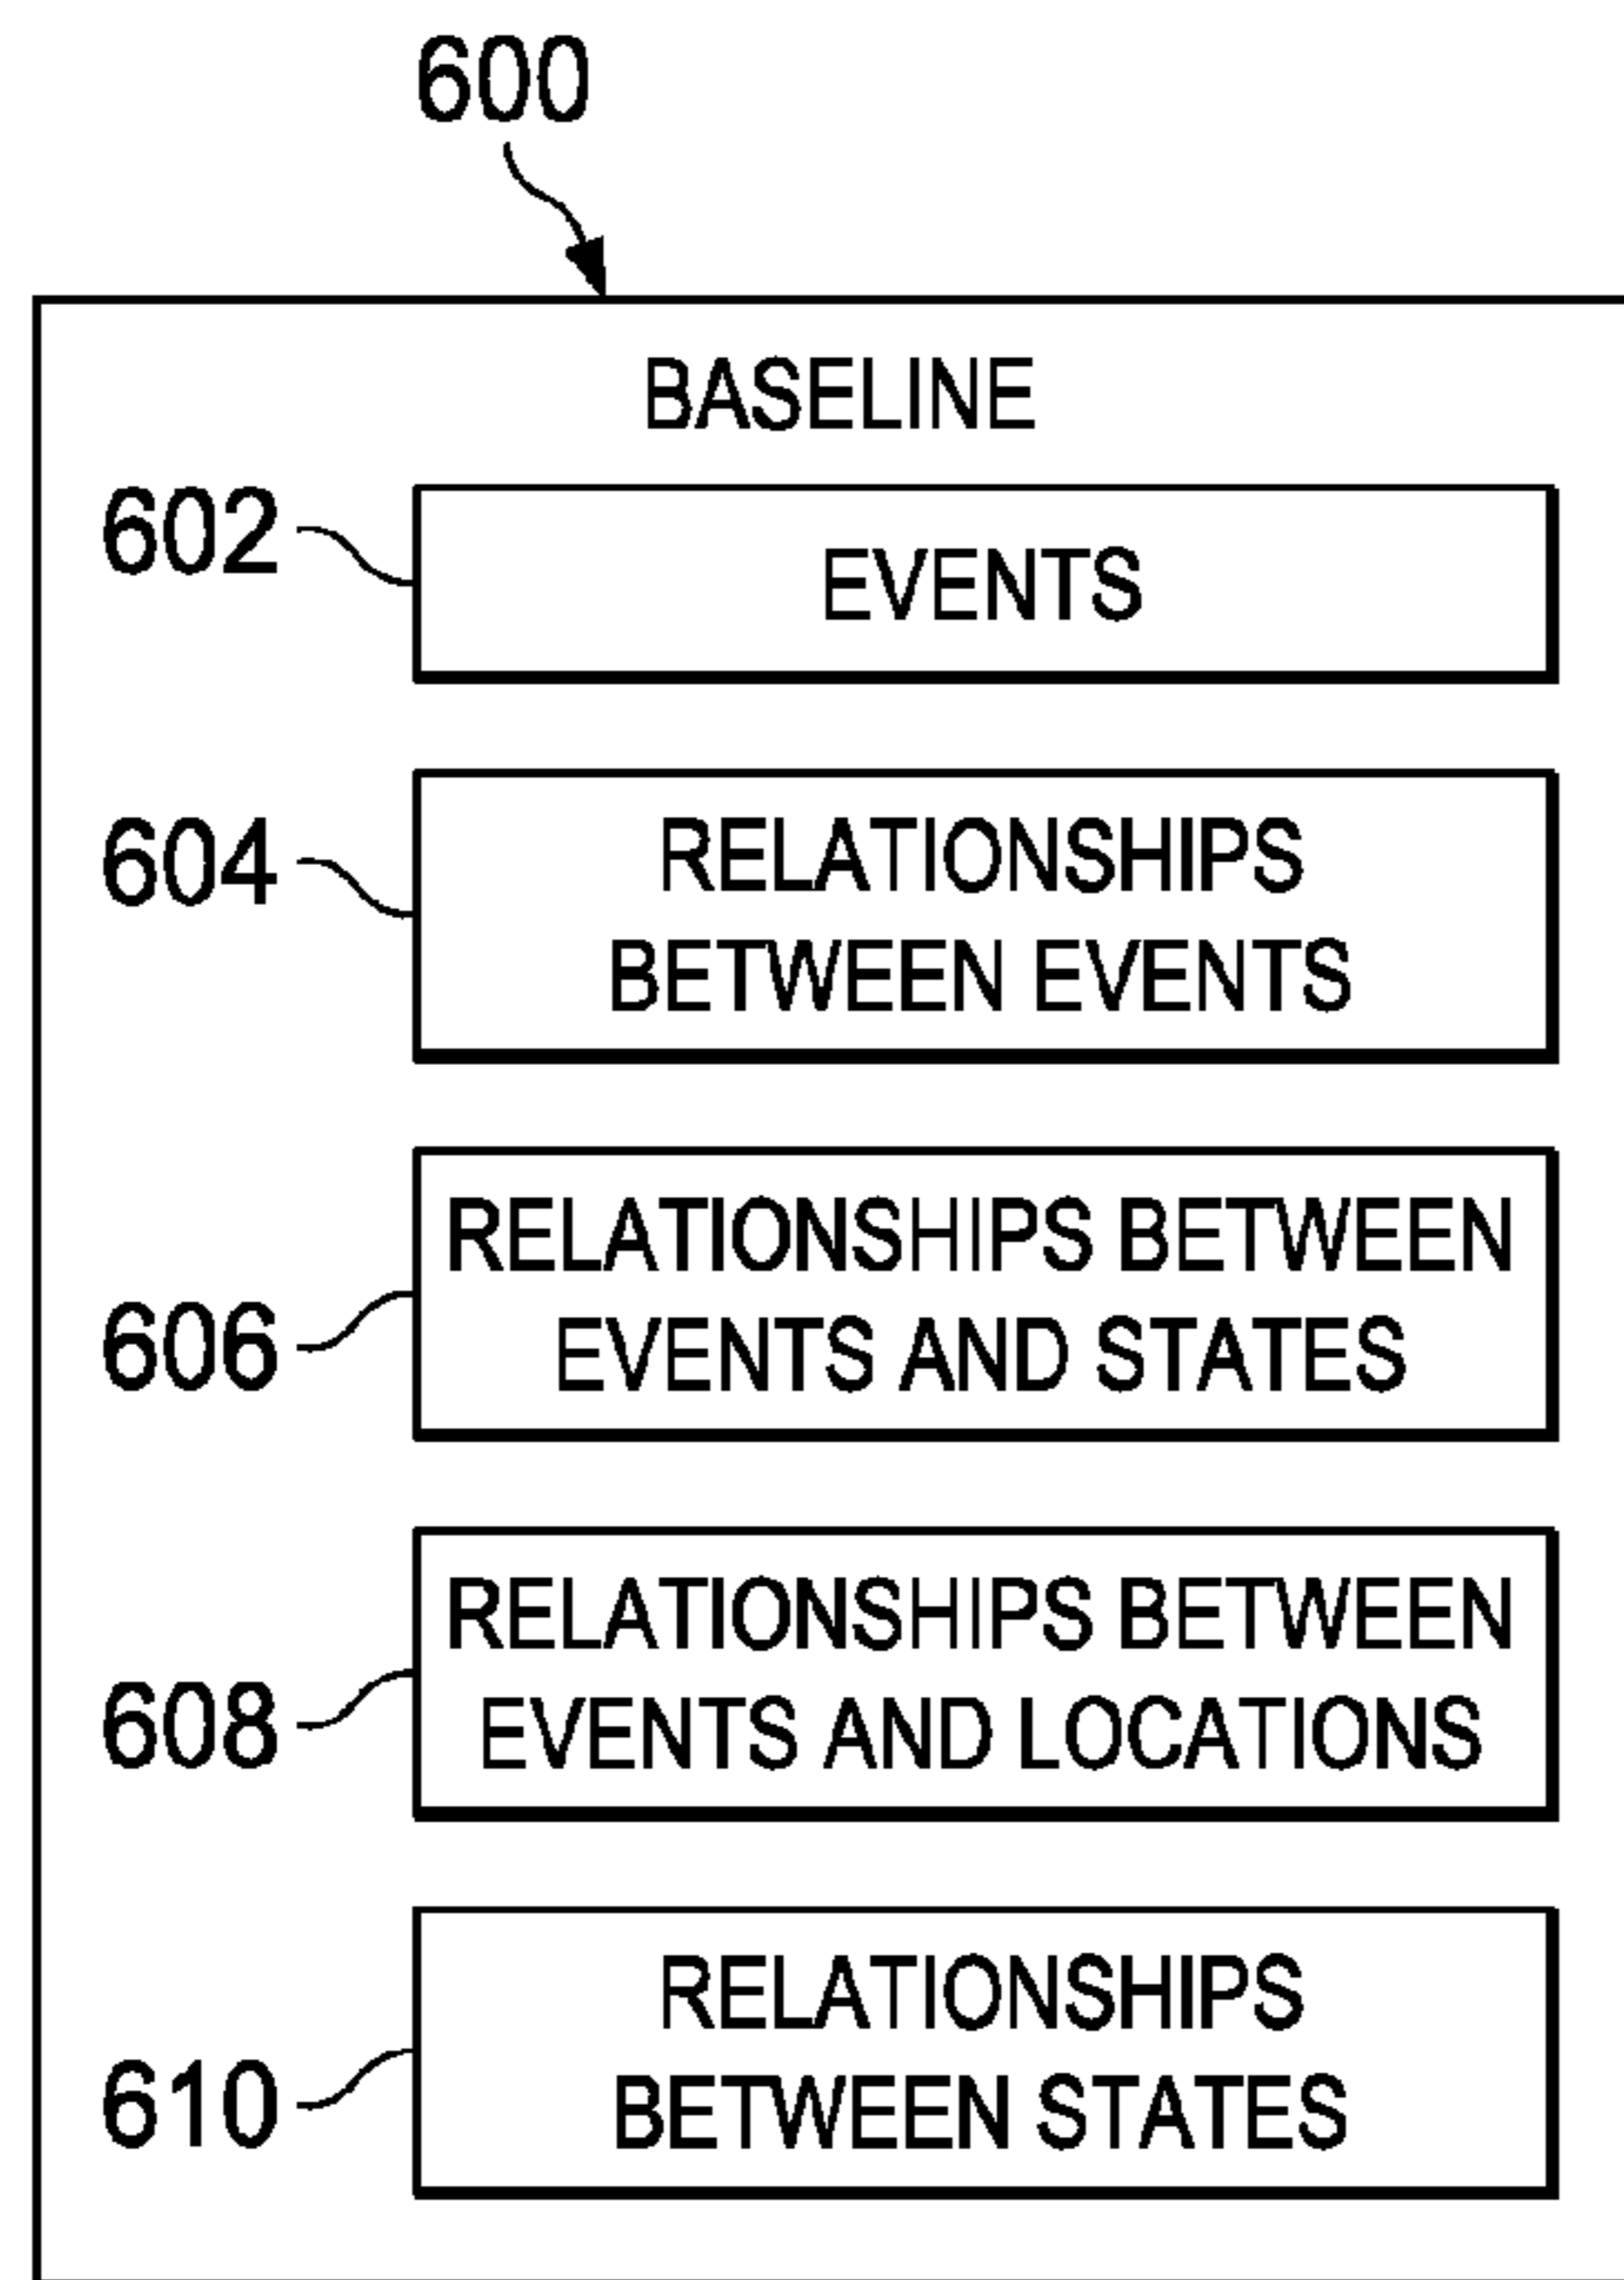 600
BASELINE
602
EVENTS
604
RELATIONSHIPS
BETWEEN EVENTS
606
RELATIONSHIPS BETWEEN
EVENTS AND STATES
608
RELATIONSHIPS BETWEEN
EVENTS AND LOCATIONS
610
RELATIONSHIPS
BETWEEN STATES